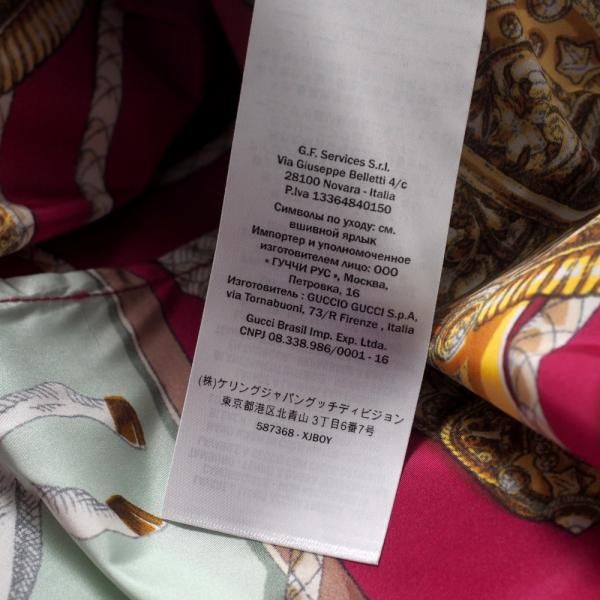 G.F. Services S.r.l.
Via Giuseppe Belletti 4/c
28100 Novara - Italia
P.Iva 13364840150
Символы по уходу: см.
вшивной ярлык
Импортер и уполномоченное
изготовителем лицо: ООО
" ГУЧЧИ РУС ", Москва,
Петровка, 16
Изготовитель : GUCCIO GUCCI S.p.A.
via Tornabuoni, 73/R Firenze , Italia
Gucci Brasil Imp. Exp. Ltda.
CNPJ 08.338.986/0001 - 16
(株)ケリングジャパングッチディビジョン
東京都港区北青山 3丁目6番7号
587368 - XJBOY